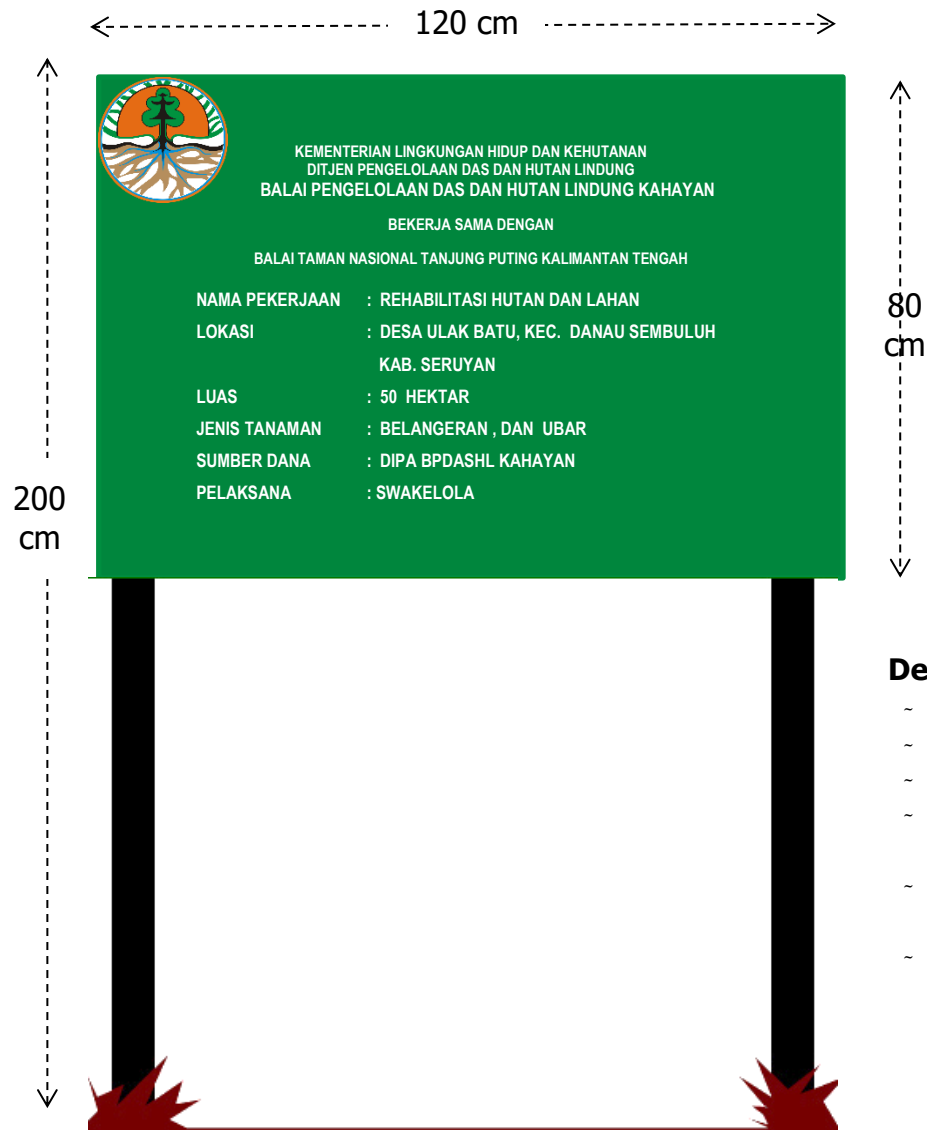 120 cm
KEMENTERIAN LINGKUNGAN HIDUP DAN KEHUTANAN
DITJEN PENGELOLAAN DAS DAN HUTAN LINDUNG
BALAI PENGELOLAAN DAS DAN HUTAN LINDUNG KAHAYAN
BEKERJA SAMA DENGAN
BALAI TAMAN NASIONAL TANJUNG PUTING KALIMANTAN TENGAH
NAMA PEKERJAAN : REHABILITASI HUTAN DAN LAHAN
LOKASI : DESA ULAK BATU, KEC. DANAU SEMBULUH
KAB. SERUYAN
LUAS : 50 HEKTAR
JENIS TANAMAN : BELANGERAN , DAN UBAR
SUMBER DANA : DIPA BPDASHL KAHAYAN
PELAKSANA : SWAKELOLA
80
cm
200
cm
De
~
~
~
~
~
~